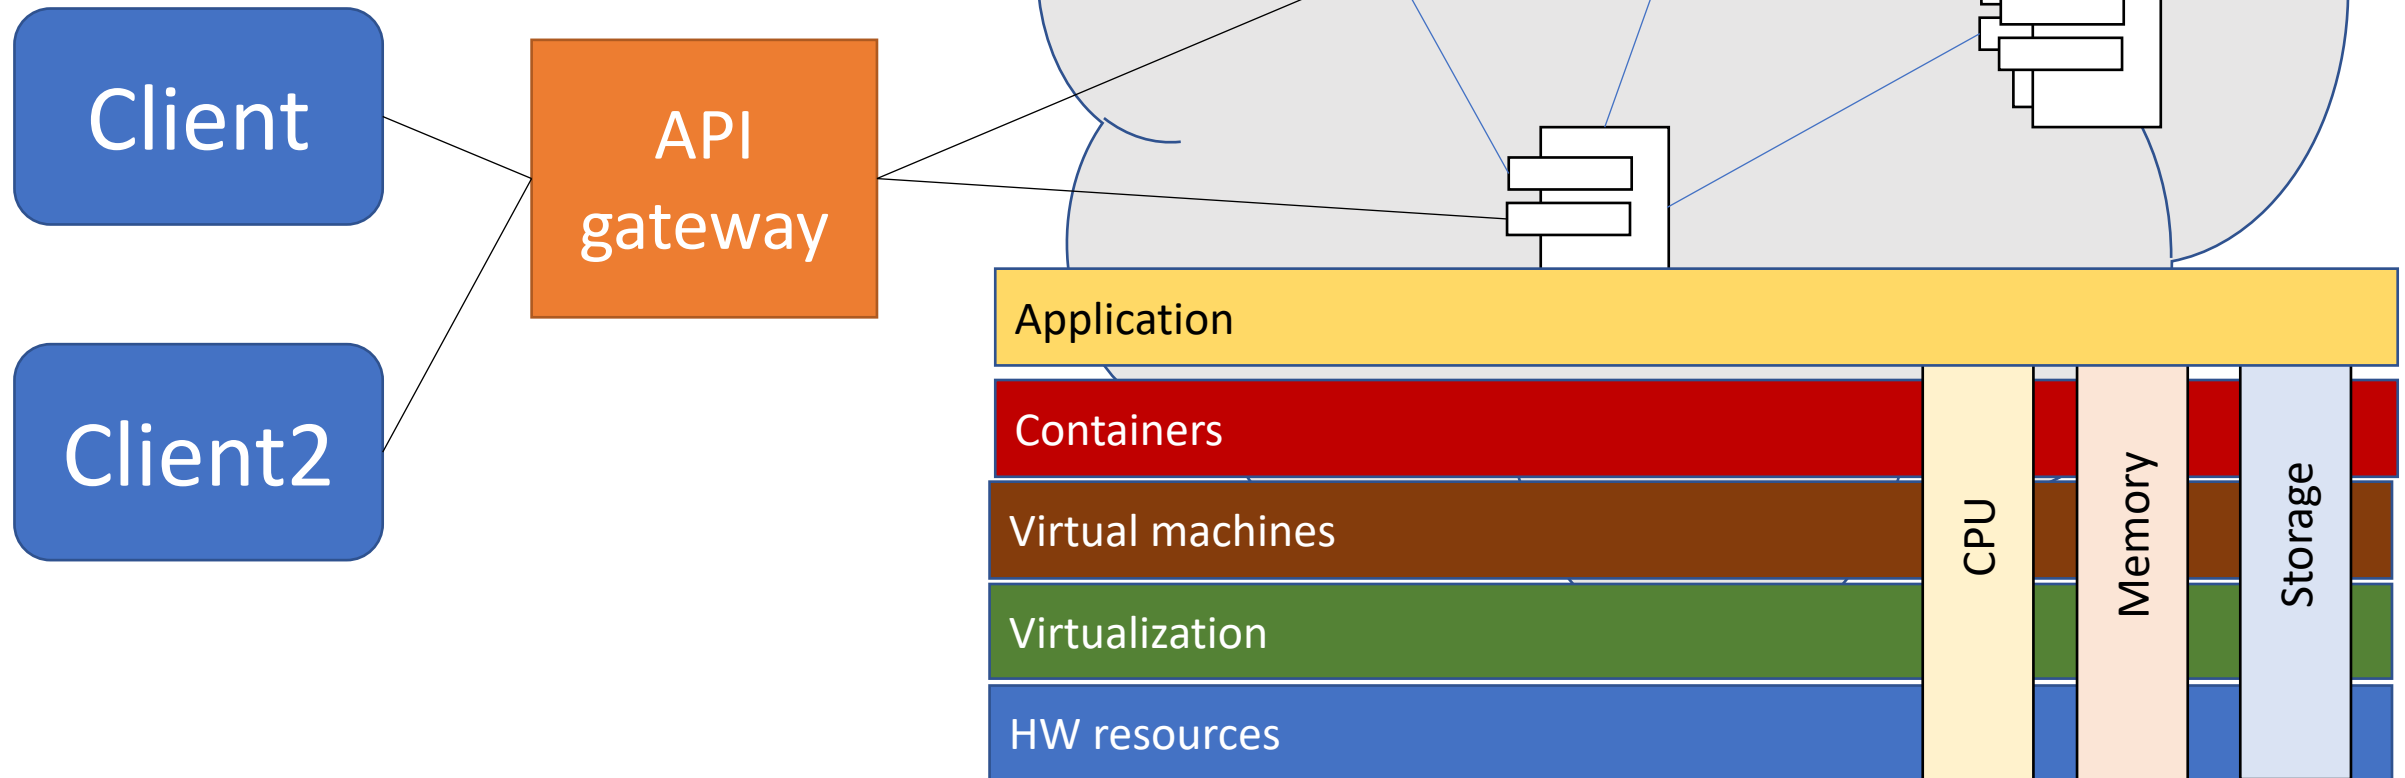 Client
API
gateway
Client2
Application
Containers
Virtual machines
Virtualization
HW resources
CPU
Memory
Storage